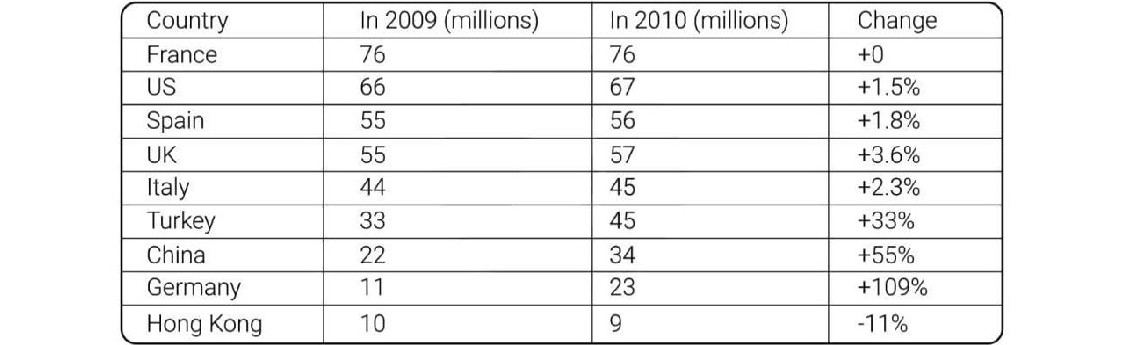 Country In 2009 (millions) In 2010 (millions) Change
France 76 76 +0
US 66 67 +1.5%
Spain 55 56 +1.8%
UK 55 57 +3.6%
Italy 44 45 +2.3%
Turkey 33 45 +33%
China 22 34 +55%
Germany 11 23 +109%
Hong Kong 10 9 -11%